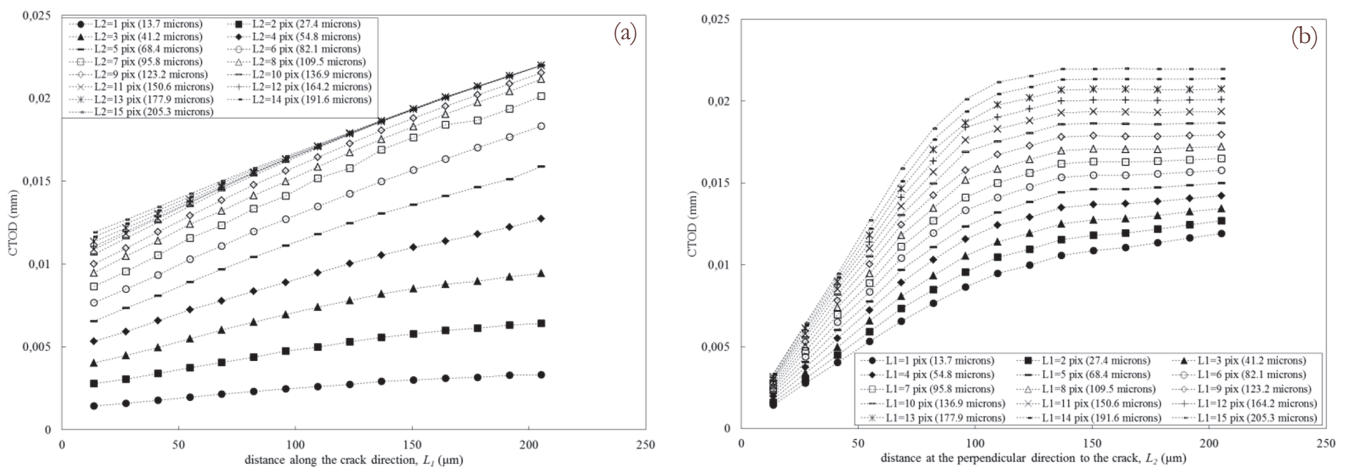 (a)
0,025
0,02
0,015
0,01
0,005
0
CTOD (mm)
L2=1 pix (13.7 microns) L2=2 pix (27.4 microns)
L2=3 pix (41.2 microns) L2=4 pix (54.8 microns)
L2=5 pix (68.4 microns) L2=6 pix (82.1 microns)
L2=7 pix (95.8 microns) L2=8 pix (109.5 microns)
L2=9 pix (123.2 microns) L2=10 pix (136.9 microns)
L2=11 pix (150.6 microns) L2=12 pix (164.2 microns)
L2=13 pix (177.9 microns) L2=14 pix (191.6 microns)
L2=15 pix (205.3 microns)
0 50 100 150 200 250
distance along the crack direction, L1 (μm)
(b)
0,025
0,02
0,015
0,01
0,005
0
CTOD (mm)
L1=1 pix (13.7 microns) L1=2 pix (27.4 microns) L1=3 pix (41.2 microns)
L1=4 pix (54.8 microns) L1=5 pix (68.4 microns) L1=6 pix (82.1 microns)
L1=7 pix (95.8 microns) L1=8 pix (109.5 microns) L1=9 pix (123.2 microns)
L1=10 pix (136.9 microns) L1=11 pix (150.6 microns) L1=12 pix (164.2 microns)
L1=13 pix (177.9 microns) L1=14 pix (191.6 microns) L1=15 pix (205.3 microns)
0 50 100 150 200 250
distance at the perpendicular direction to the crack, L2 (μm)